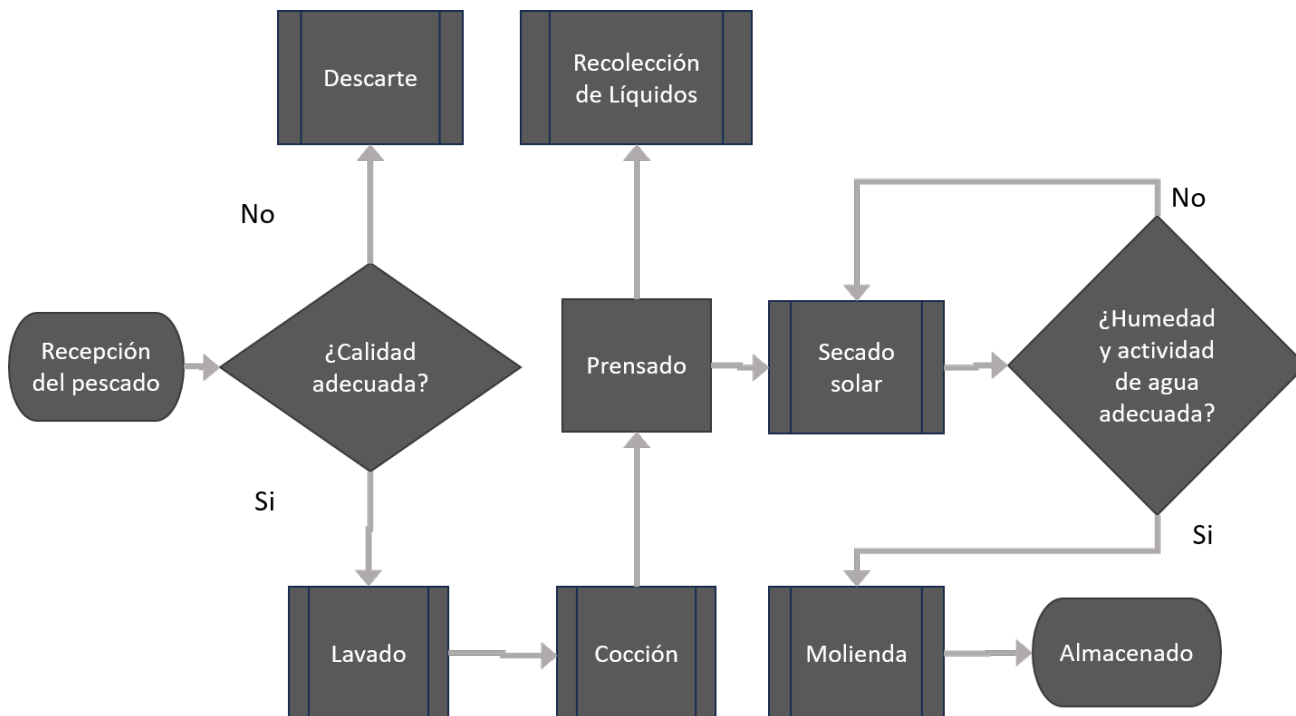 Descarte
Recolección
de Líquidos
No
No
Recepción
del pescado
¿Calidad
adecuada?
Prensado
Secado
solar
¿Humedad
y actividad
de agua
adecuada?
Si
Si
Lavado
Cocción
Molienda
Almacenado